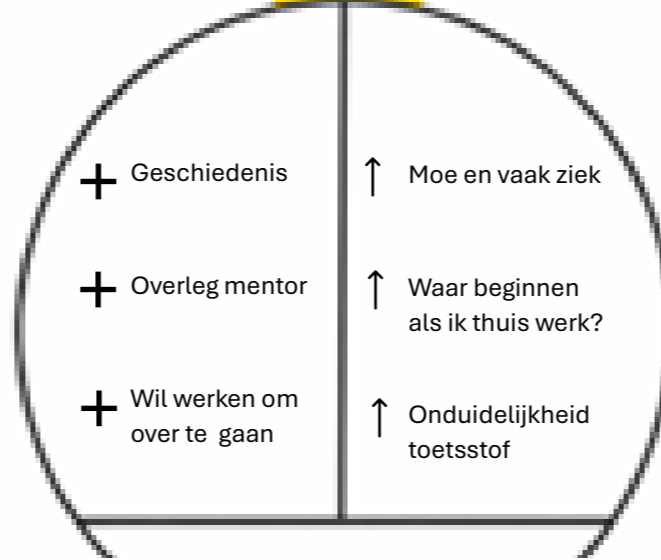 + Geschiedenis
+ Overleg mentor
+ Wil werken om
over te gaan
↑ Moe en vaak ziek
↑ Waar beginnen
als ik thuis werk?
↑ Onduidelijkheid
toetsstof